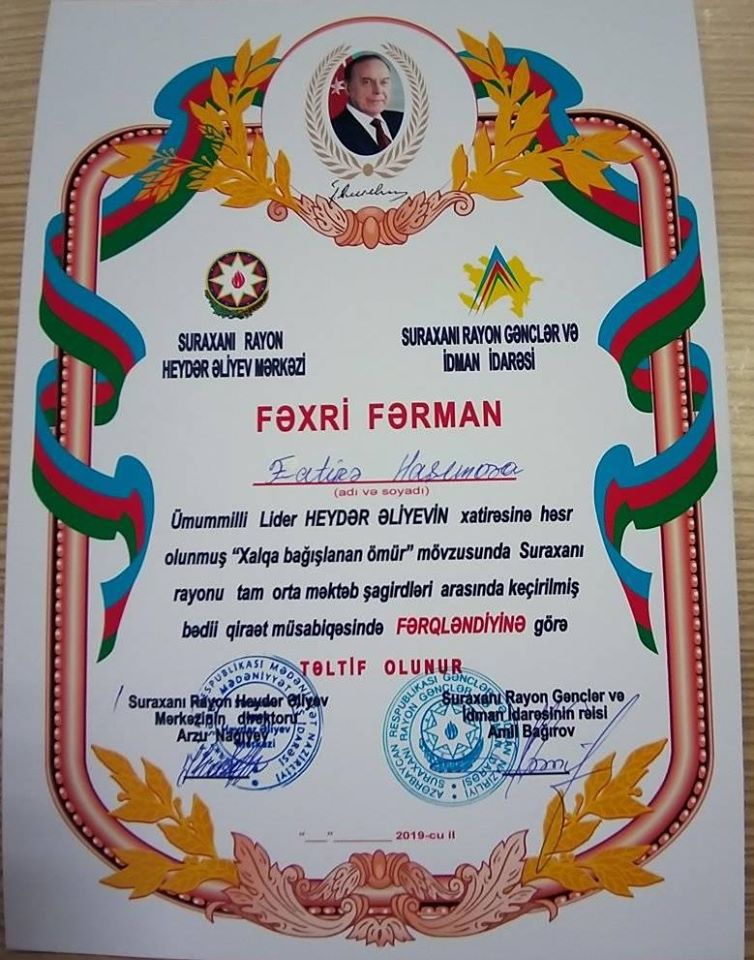 SURAXANI RAYON
HEYDƏR ƏLİYEV MƏRKƏZİ
SURAXANI RAYON GƏNCLƏR VƏ
İDMAN İDARƏSİ
FƏXRİ FƏRMAN
(adı və soyadı)
Ümummilli Lider HEYDƏR ƏLİYEVİN xatirəsinə həsr
olunmuş “Xalqa bağışlanan ömür” mövzusunda Suraxanı
rayonu tam orta məktəb şagirdləri arasında keçirilmiş
bədii qiraət müsabiqəsində FƏRQLƏNDİYİNƏ görə
TƏLTİF OLUNUR
Suraxanı Rayon Heydər Əliyev
Mərkəzinin direktoru
Arzu Nağıyev
Suraxanı Rayon Gənclər və
İdman İdarəsinin rəisi
Amil Bağırov
“___”__________ 2019-cu il